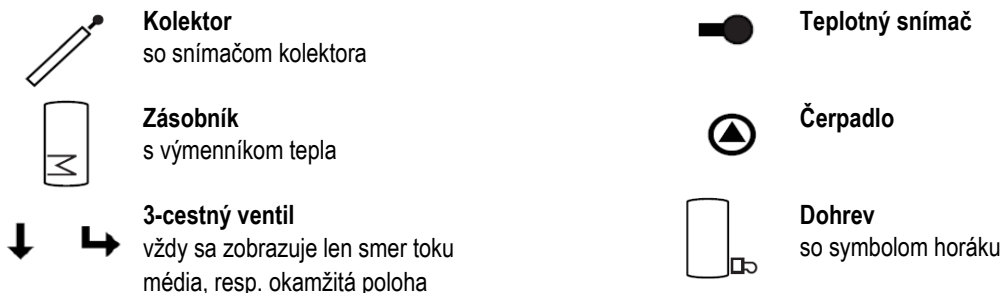 Kolektor
so snímačom kolektora
Zásobník
s výmenníkom tepla
3-cestný ventil
vždy sa zobrazuje len smer toku
média, resp. okamžitá poloha
Teplotný snímač
Čerpadlo
Dohrev
so symbolom horáku